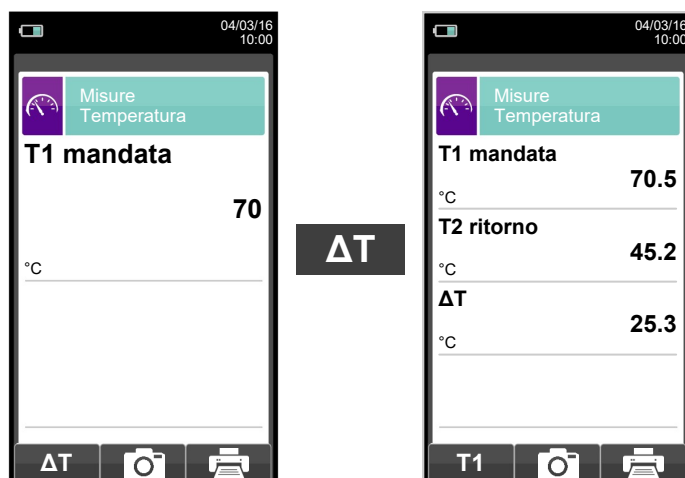 04/03/16
10:00
Misure
Temperatura
T1 mandata
70
°C
ΔT
ΔT
04/03/16
10:00
Misure
Temperatura
T1 mandata
70.5
°C
T2 ritorno
45.2
°C
ΔT
25.3
°C
T1